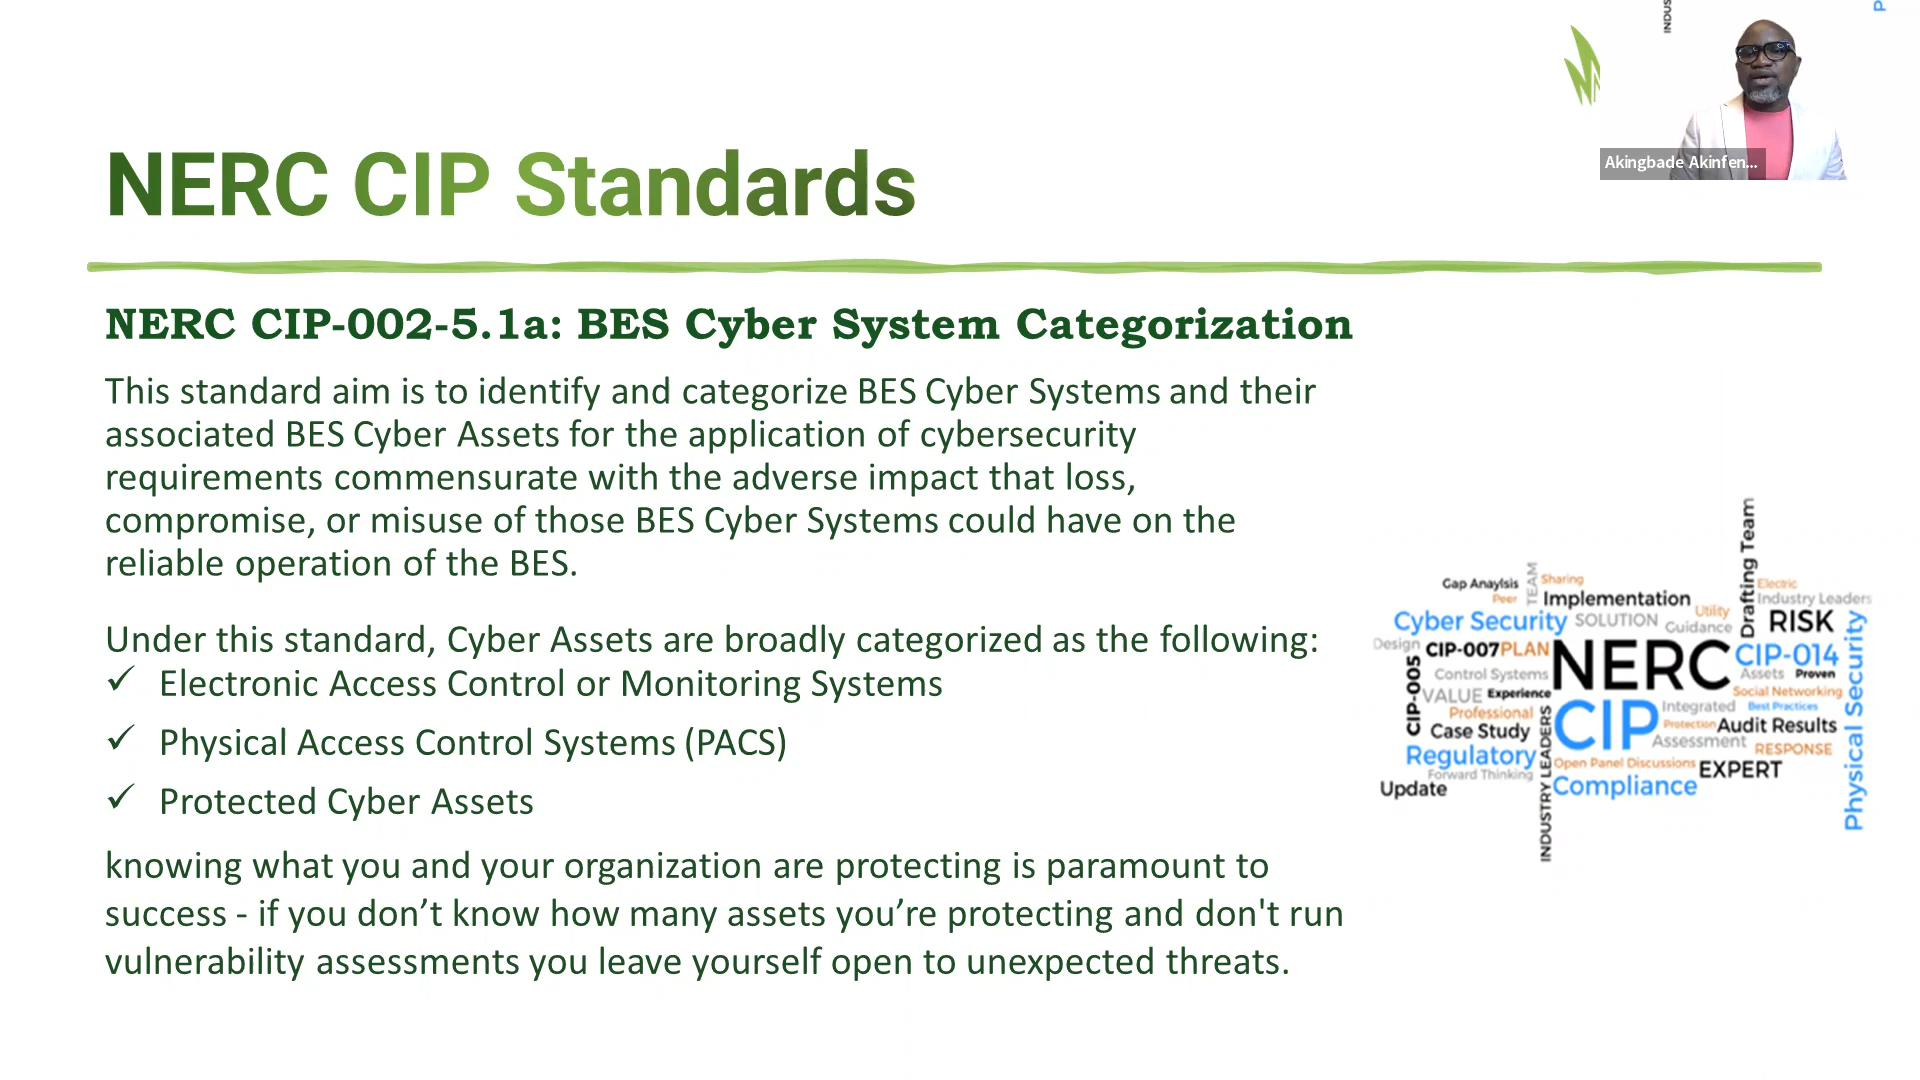 INDUS
P
Akingbade Akinfen...
NERC CIP Standards
NERC CIP-002-5.1a: BES Cyber System Categorization
This standard aim is to identify and categorize BES Cyber Systems and their
associated BES Cyber Assets for the application of cybersecurity
requirements commensurate with the adverse impact that loss,
compromise, or misuse of those BES Cyber Systems could have on the
reliable operation of the BES.
Under this standard, Cyber Assets are broadly categorized as the following:
✓ Electronic Access Control or Monitoring Systems
✓ Physical Access Control Systems (PACS)
✓ Protected Cyber Assets
knowing what you and your organization are protecting is paramount to
success - if you don’t know how many assets you’re protecting and don't run
vulnerability assessments you leave yourself open to unexpected threats.
Drafting Team
Gap Anaylsis
TEAM
Sharing
Electric
Peer
Implementation
Industry Leaders
Cyber Security
SOLUTION
Utility
Guidance
RISK
Design
CIP-007
PLAN
NERC
CIP-014
CIP-005
Control Systems
Assets
Proven
VALUE
Experience
Social Networking
Professional
CIP
Integrated
Best Practices
Case Study
Protection
Audit Results
Regulatory
Assessment
RESPONSE
Forward Thinking
Open Panel Discussions
EXPERT
Update
INDUSTRY LEADERS
Compliance
Physical Security